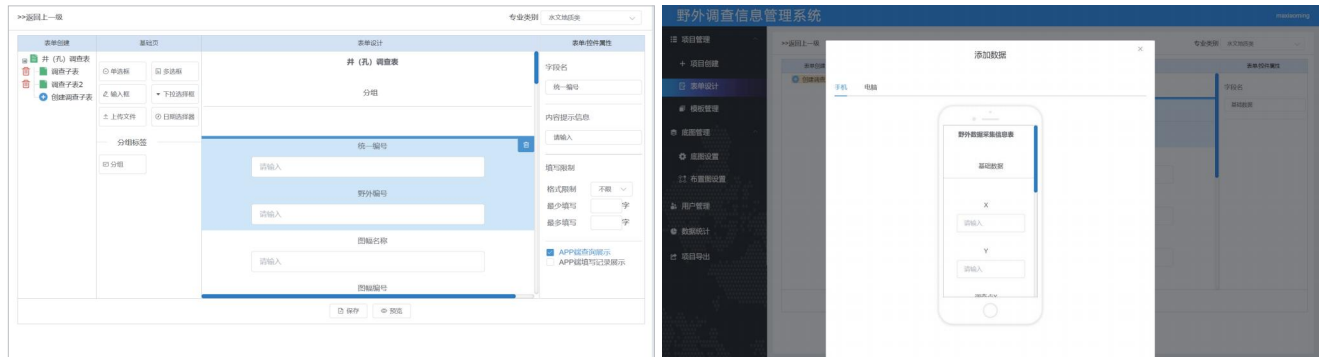 >>返回上一级
专业类别 水文地质类
表单创建 基础页 表单设计 表单/控件属性
井（孔）调查表
调查子表
调查子表2
创建调查子表
单选框 多选框
输入框 下拉选择框
上传文件 日期选择器
分组标签
分组
井（孔）调查表
分组
统一编号
请输入
野外编号
请输入
图幅名称
请输入
图幅编号
字段名
统一编号
内容提示信息
请输入
填写限制
格式限制 不限
最少填写 字
最多填写 字
APP端查询展示
APP端填写记录展示
保存 预览
野外调查信息管理系统
项目管理
项目创建
表单设计
模板管理
底图管理
底图设置
布置图设置
用户管理
数据统计
项目导出
>>返回上一级
专业类别 水文地质类
表单/控件属性
字段名
基础数据
添加数据
手机 电脑
野外数据采集信息表
基础数据
X
请输入
Y
请输入